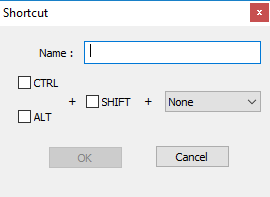 Shortcut
x
Name :
CTRL
+ SHIFT + None
ALT
OK Cancel